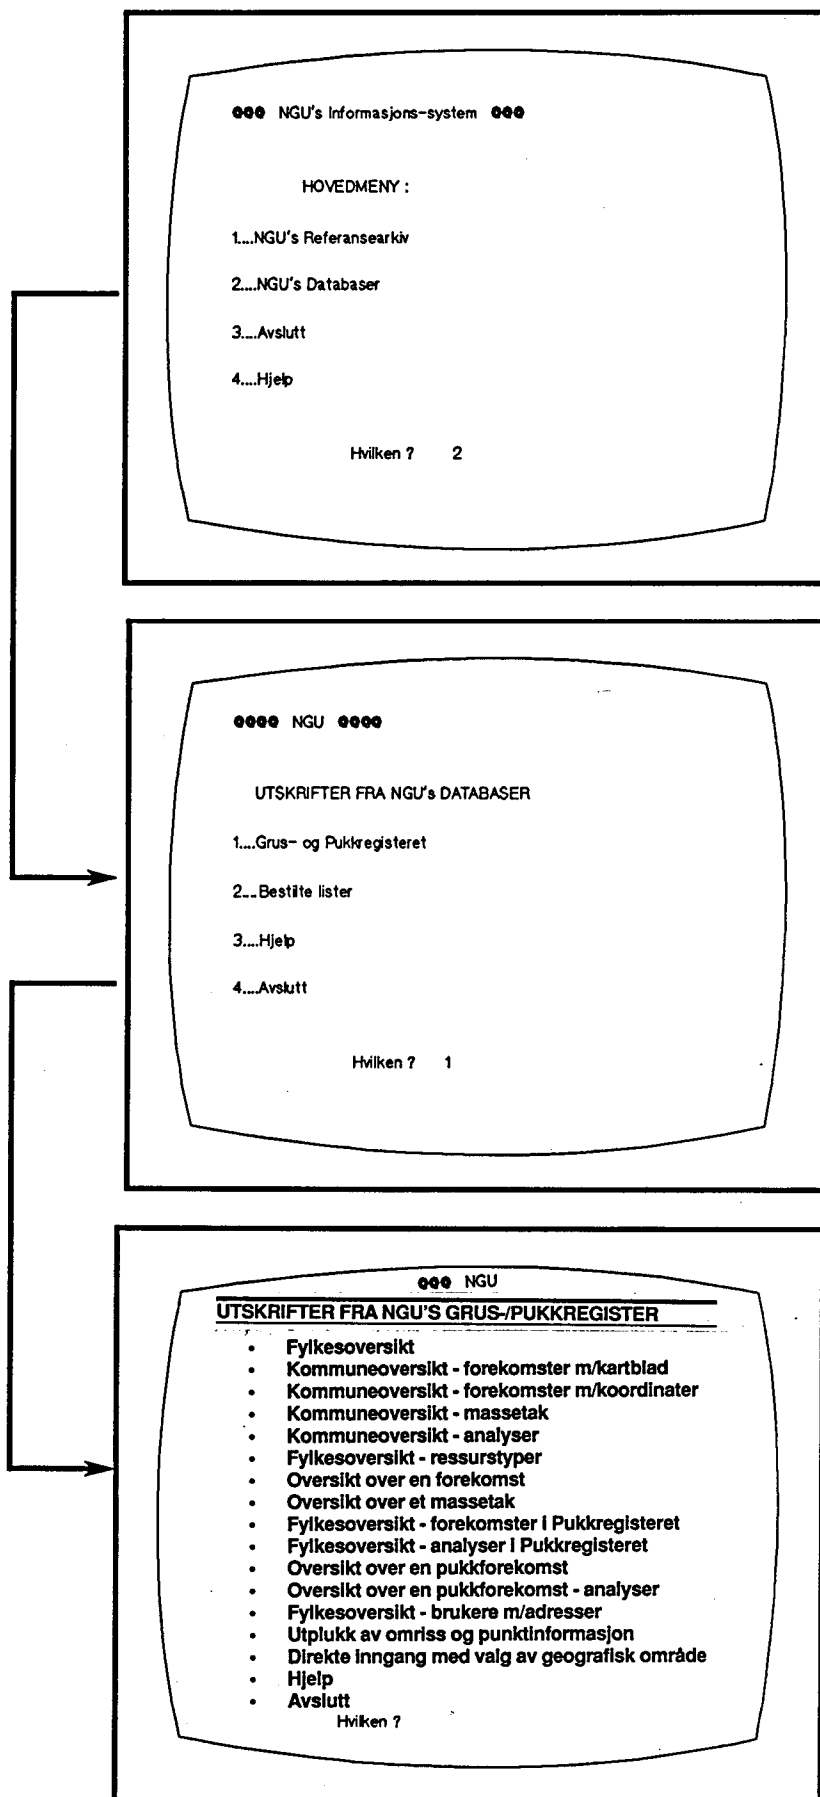 NGU's Informasjons-system
HOVEDMENY :
1....NGU's Referansearkiv
2....NGU's Databaser
3....Avslutt
4....Hjelp
Hvilken ? 2
NGU
UTSKRIFTER FRA NGU's DATABASER
1....Grus- og Pukkregisteret
2....Bestilte lister
3....Hjelp
4....Avslutt
Hvilken ? 1
NGU
UTSKRIFTER FRA NGU'S GRUS-/PUKKREGISTER
• Fylkesoversikt
• Kommuneoversikt - forekomster m/kartblad
• Kommuneoversikt - forekomster m/koordinater
• Kommuneoversikt - massetak
• Kommuneoversikt - analyser
• Fylkesoversikt - ressurstyper
• Oversikt over en forekomst
• Oversikt over et massetak
• Fylkesoversikt - forekomster i Pukkregisteret
• Fylkesoversikt - analyser i Pukkregisteret
• Oversikt over en pukkforekomst
• Oversikt over en pukkforekomst - analyser
• Fylkesoversikt - brukere m/adresser
• Utplukk av omriss og punktinformasjon
• Direkte inngang med valg av geografisk område
• Hjelp
• Avslutt
Hvilken ?